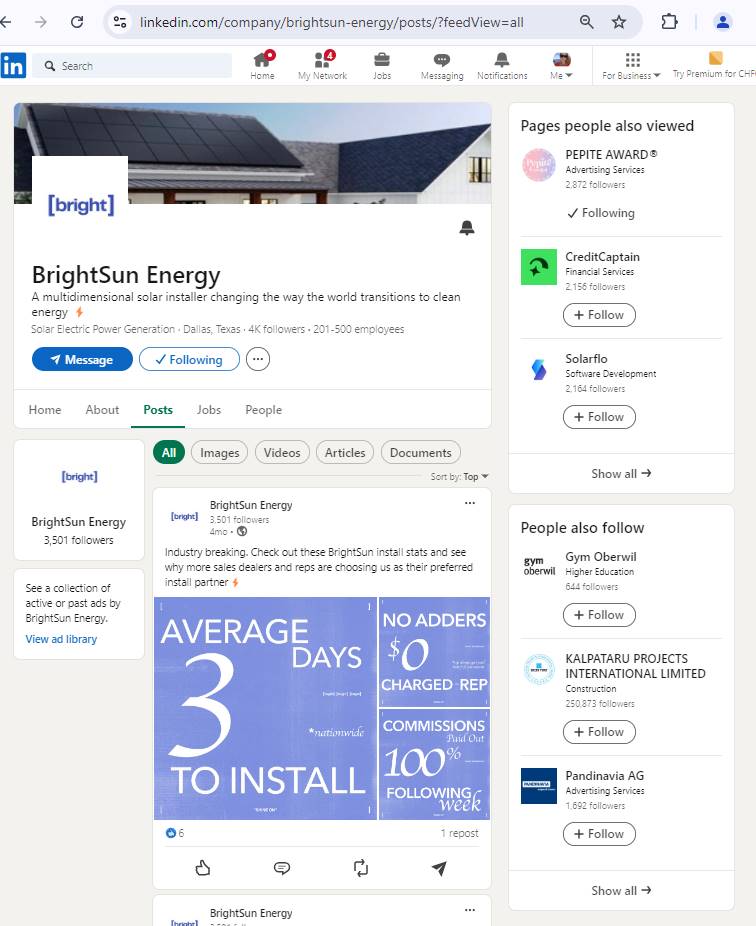 linkedin.com/company/brightsun-energy/posts/?feedView=all
in
Search
Home
4
My Network
Jobs
Messaging
Notifications
Me
For Business
Try Premium for CHF
[bright]
BrightSun Energy
A multidimensional solar installer changing the way the world transitions to clean
energy
Solar Electric Power Generation · Dallas, Texas · 4K followers · 201-500 employees
Message
Following
Home
About
Posts
Jobs
People
[bright]
BrightSun Energy
3,501 followers
See a collection of
active or past ads by
BrightSun Energy.
View ad library
All
Images
Videos
Articles
Documents
Sort by: Top
[bright]
BrightSun Energy
3,501 followers
4mo •
Industry breaking. Check out these BrightSun install stats and see
why more sales dealers and reps are choosing us as their preferred
install partner
AVERAGE
DAYS
3
*nationwide
TO INSTALL
"SHINE ON"
NO ADDERS
$0
CHARGED REP
COMMISSIONS
Paid Out
100%
FOLLOWING
week
6
1 repost
[bright]
BrightSun Energy
Pages people also viewed
Pepite
PEPITE AWARD®
Advertising Services
2,872 followers
Following
CreditCaptain
Financial Services
2,156 followers
+ Follow
Solarflo
Software Development
2,164 followers
+ Follow
Show all →
People also follow
gym
oberwil
Gym Oberwil
Higher Education
644 followers
+ Follow
KALPATARU PROJECTS
INTERNATIONAL LIMITED
Construction
250,873 followers
+ Follow
PANDINAVIA
Pandinavia AG
Advertising Services
1,692 followers
+ Follow
Show all →